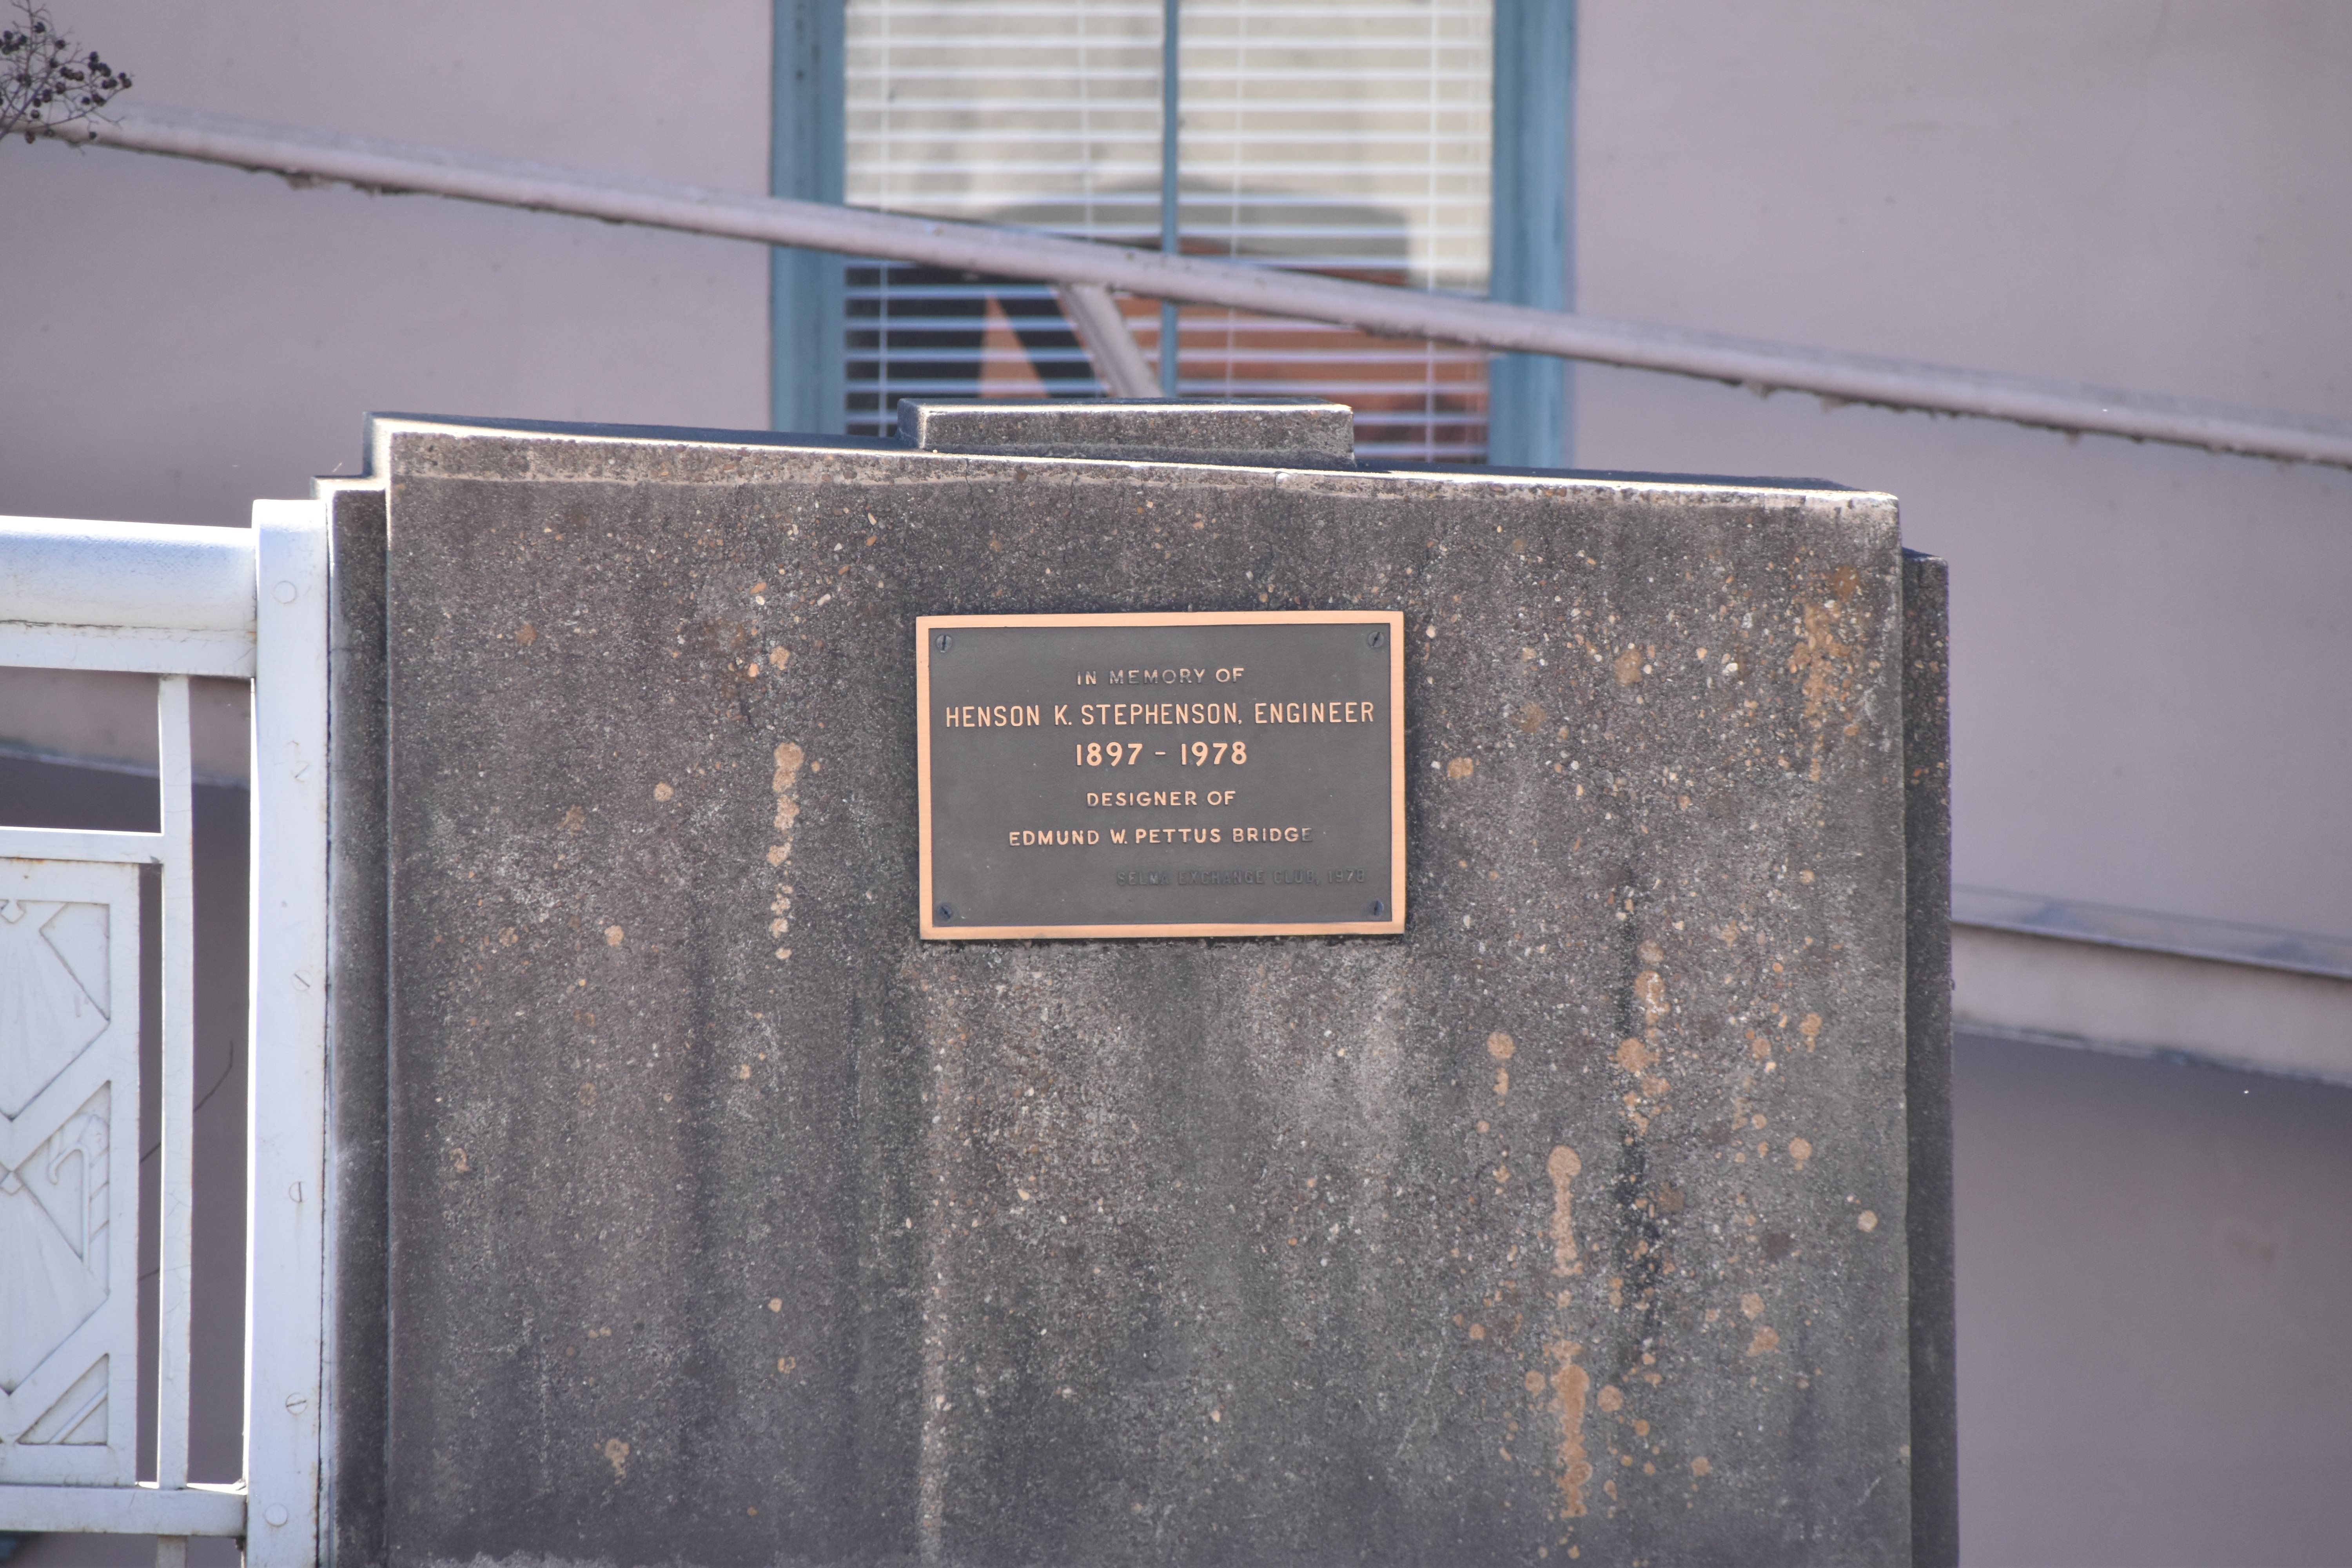 IN MEMORY OF
HENSON K. STEPHENSON, ENGINEER
1897 - 1978
DESIGNER OF
EDMUND W. PETTUS BRIDGE
SELMA EXCHANGE CLUB, 1978